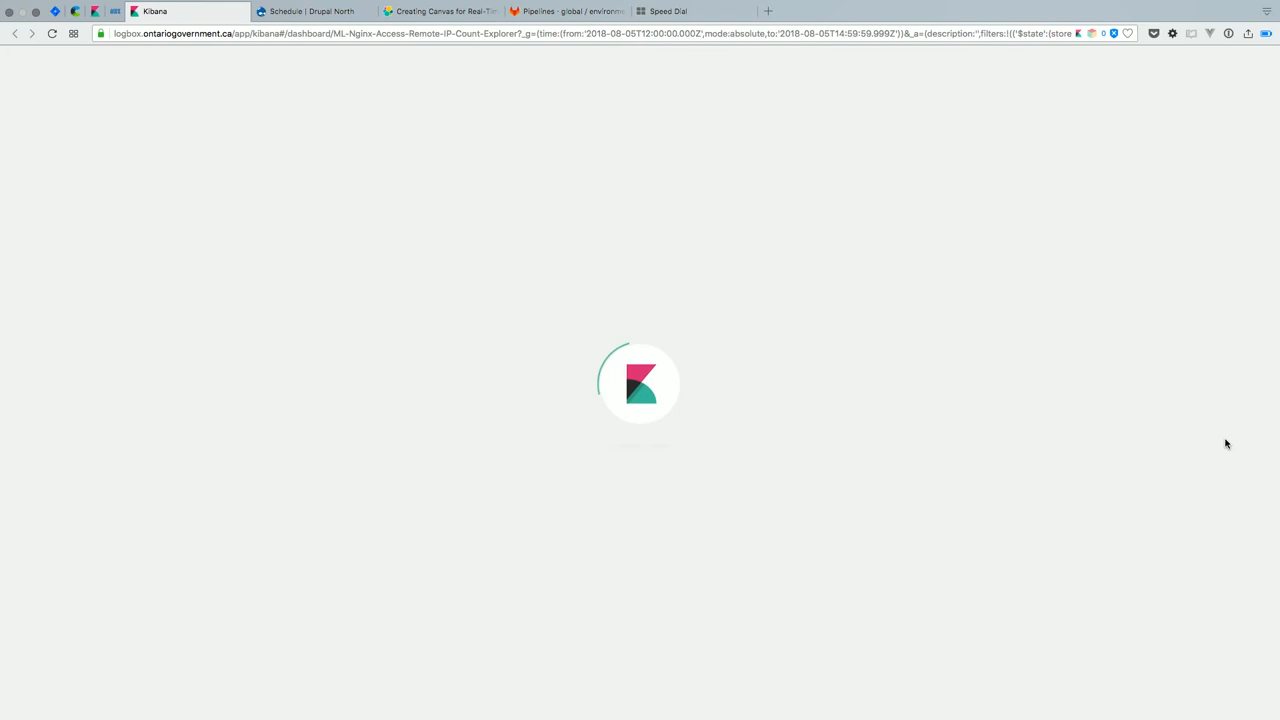 Kibana
Schedule | Drupal North
Creating Canvas for Real-Tim
Pipelines · global / environme
Speed Dial
logbox.ontariogovernment.ca/app/kibana#/dashboard/ML-Nginx-Access-Remote-IP-Count-Explorer?_g=(time:(from:'2018-08-05T12:00:00.000Z',mode:absolute,to:'2018-08-05T14:59:59.999Z'))&_a=(description:'',filters:!(('$state':(store
0